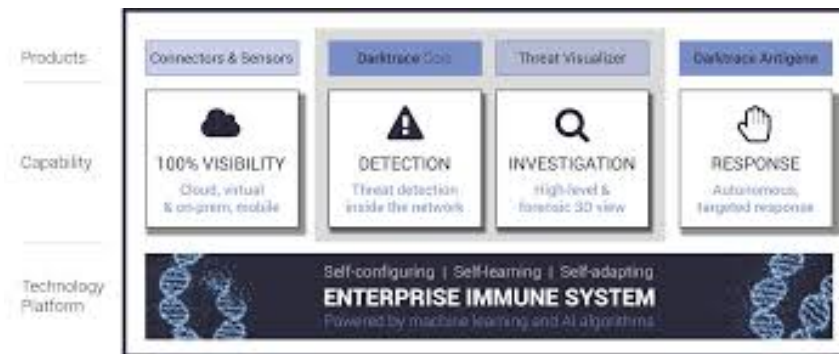 Products
Connectors & Sensors
Darktrace Core
Threat Visualizer
Darktrace Antigena
Capability
100% VISIBILITY
Cloud, virtual
& on-prem, mobile
DETECTION
Threat detection
inside the network
INVESTIGATION
High-level &
forensic 3D view
RESPONSE
Autonomous,
targeted response
Technology
Platform
Self-configuring | Self-learning | Self-adapting
ENTERPRISE IMMUNE SYSTEM
Powered by machine learning and AI algorithms